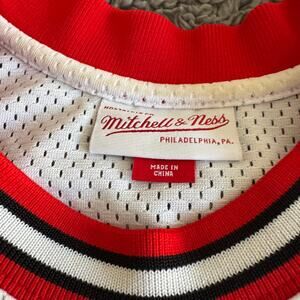 Mitchell & Ness
PHILADELPHIA, PA.
MADE IN
CHINA